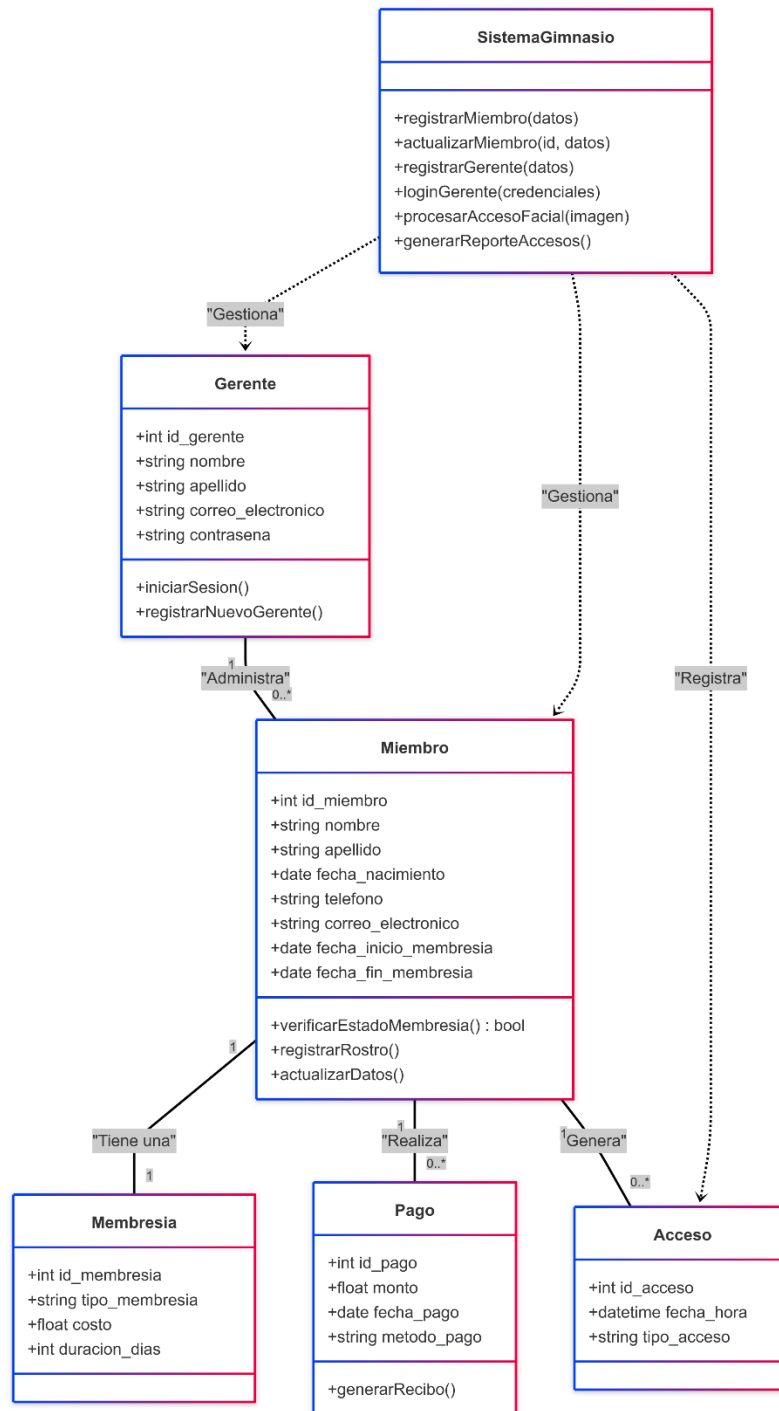 SistemaGimnasio
+registrarMiembro(datos)
+actualizarMiembro(id, datos)
+registrarGerente(datos)
+loginGerente(credenciales)
+procesarAccesoFacial(imagen)
+generarReporteAccesos()
"Gestiona"
Gerente
+int id_gerente
+string nombre
+string apellido
+string correo_electronico
+string contrasena
+iniciarSesion()
+registrarNuevoGerente()
"Gestiona"
1
"Administra"
0..*
"Registra"
Miembro
+int id_miembro
+string nombre
+string apellido
+date fecha_nacimiento
+string telefono
+string correo_electronico
+date fecha_inicio_membresia
+date fecha_fin_membresia
+verificarEstadoMembresia() : bool
+registrarRostro()
+actualizarDatos()
1
"Tiene una"
1
1
"Realiza"
0..*
1
"Genera"
0..*
Membresia
+int id_membresia
+string tipo_membresia
+float costo
+int duracion_dias
Pago
+int id_pago
+float monto
+date fecha_pago
+string metodo_pago
+generarRecibo()
Acceso
+int id_acceso
+datetime fecha_hora
+string tipo_acceso